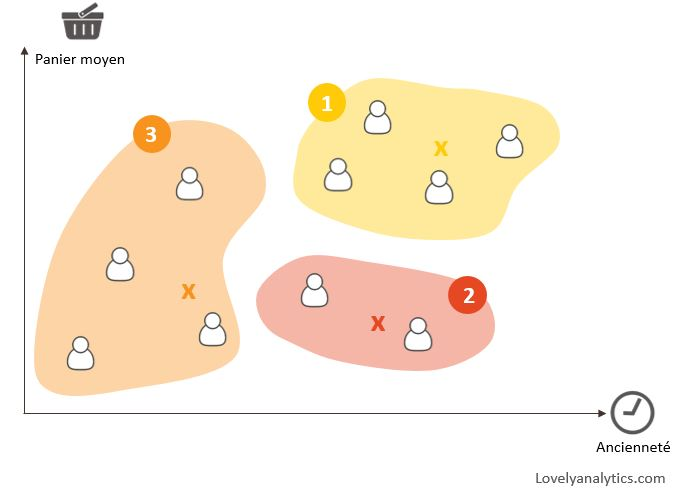 Panier moyen
1
3
X
X
2
X
Ancienneté
Lovelyanalytics.com